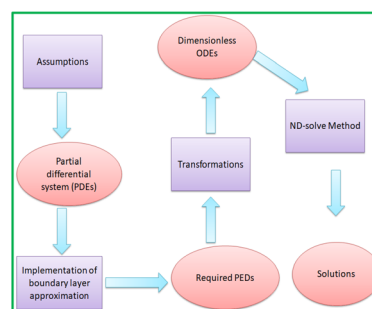 Assumptions
Partial
differential
system (PDEs)
Implementation of
boundary layer
approximation
Required PEDs
Transformations
Dimensionless
ODEs
ND-solve Method
Solutions